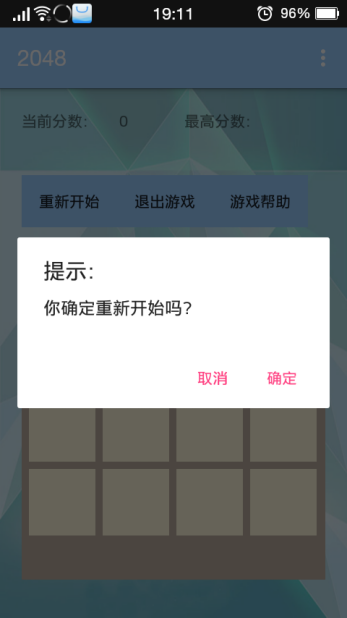 19:11 96%
2048
当前分数: 0 最高分数:
重新开始 退出游戏 游戏帮助
提示:
你确定重新开始吗?
取消 确定